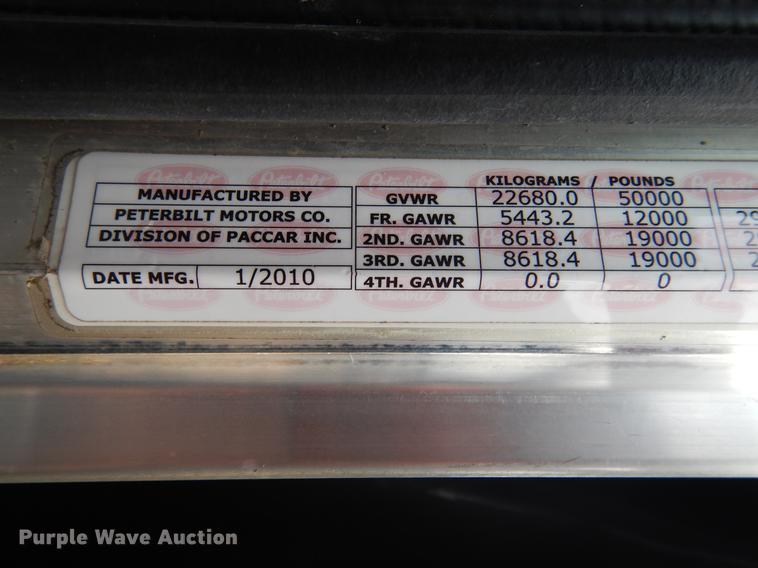 KILOGRAMS / POUNDS
MANUFACTURED BY GVWR 22680.0 50000
PETERBILT MOTORS CO. FR. GAWR 5443.2 12000
DIVISION OF PACCAR INC. 2ND. GAWR 8618.4 19000
3RD. GAWR 8618.4 19000
DATE MFG. 1/2010 4TH. GAWR 0.0 0
Purple Wave Auction